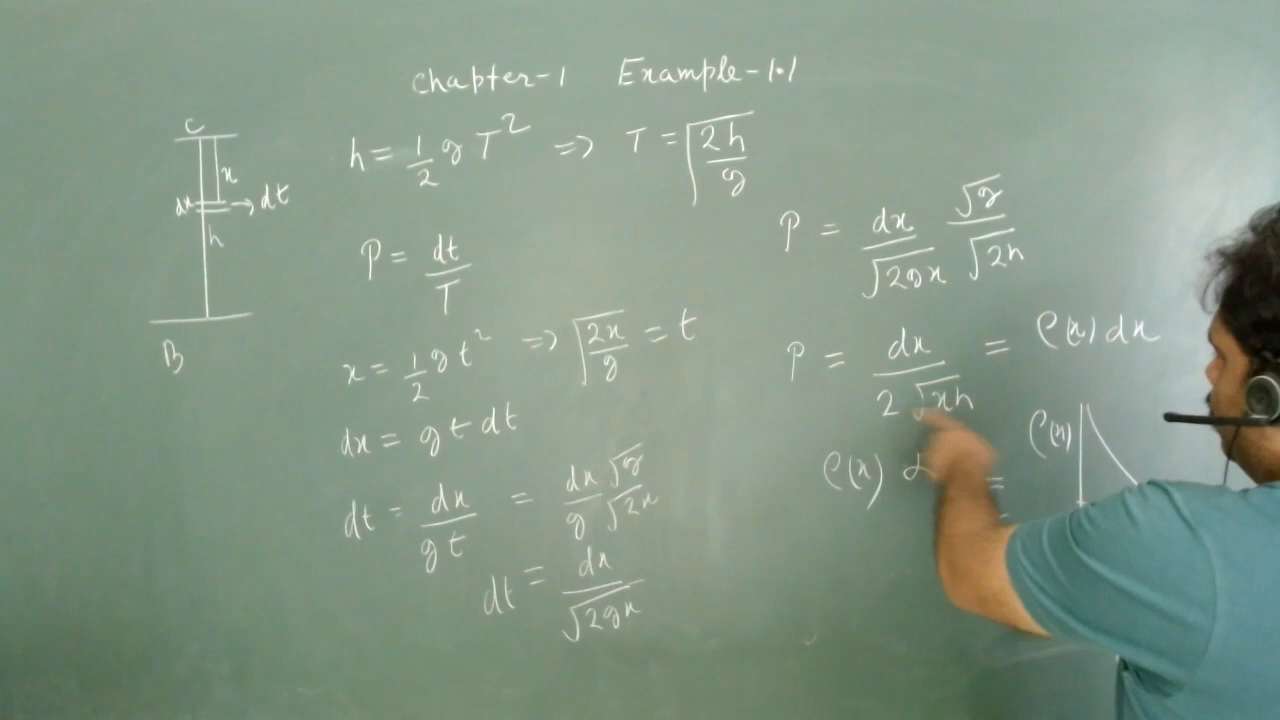 Chapter-1 Example-1.1
C
x
dx → dt
h
B
h = 1/2 g T² ⇒ T = √(2h/g)
P = dt/T
x = 1/2 g t² ⇒ √(2x/g) = t
dx = g t dt
dt = dx/(g t) = dx/g √g/√2x
dt = dx/√2gx
P = dx/√2gx √g/√2h
P = dx/(2 √xh) = ρ(x) dx
ρ(x)
ρ(x) =